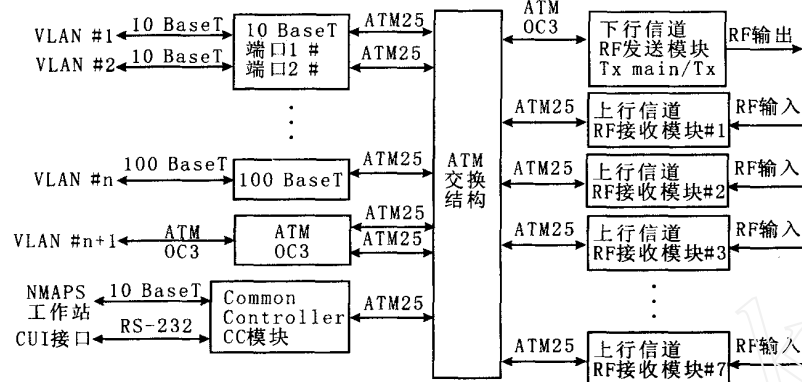 VLAN #1
10 BaseT
VLAN #2
10 BaseT
10 BaseT
端口1 #
端口2 #
ATM25
ATM25
VLAN #n
100 BaseT
100 BaseT
ATM25
VLAN #n+1
ATM
OC3
ATM
OC3
ATM25
ATM25
NMAPS
工作站
10 BaseT
CUI接口
RS-232
Common
Controller
CC模块
ATM25
ATM
交换
结构
ATM
OC3
下行信道
RF发送模块
Tx main/Tx
RF输出
ATM25
上行信道
RF接收模块#1
RF输入
ATM25
上行信道
RF接收模块#2
RF输入
ATM25
上行信道
RF接收模块#3
RF输入
ATM25
上行信道
RF接收模块#7
RF输入